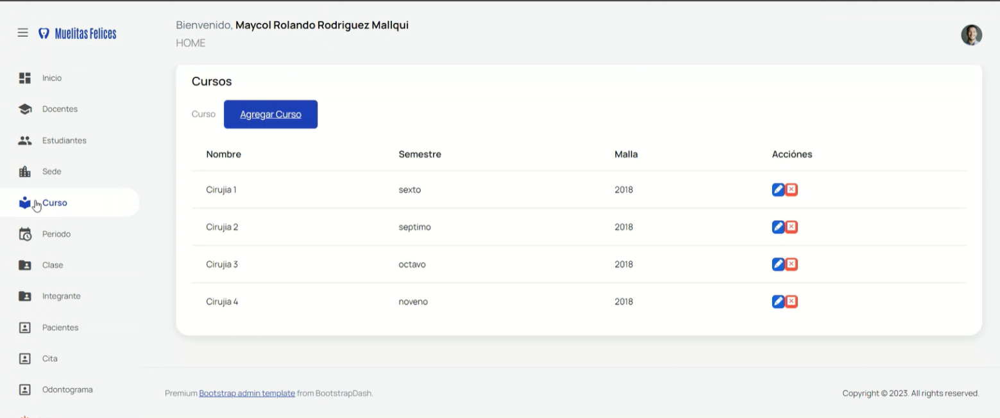 Muelitas Felices
Bienvenido, Maycol Rolando Rodriguez Mallqui
HOME
Inicio
Docentes
Estudiantes
Sede
Curso
Periodo
Clase
Integrante
Pacientes
Cita
Odontograma
Cursos
Curso Agregar Curso
Nombre Semestre Malla Acciónes
Cirujia 1 sexto 2018
Cirujia 2 septimo 2018
Cirujia 3 octavo 2018
Cirujia 4 noveno 2018
Premium Bootstrap admin template from BootstrapDash.
Copyright © 2023. All rights reserved.